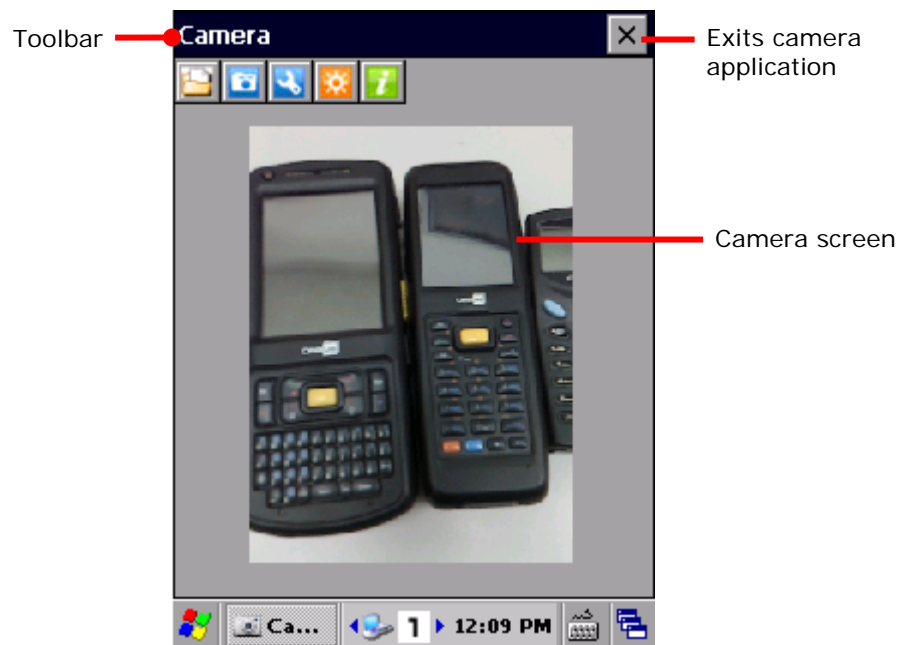 Toolbar
Camera
Exits camera
application
Camera screen
Ca...
1
12:09 PM